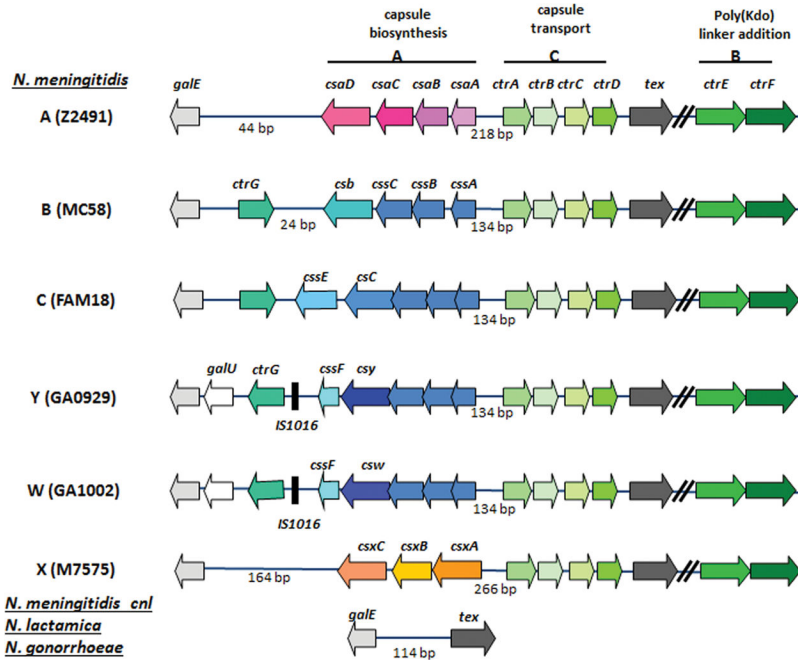 capsule biosynthesis
A
capsule transport
C
Poly(Kdo) linker addition
B
N. meningitidis
galE csaD csaC csaB csaA ctrA ctrB ctrC ctrD tex ctrE ctrF
A (Z2491)
44 bp 218 bp
ctrG csb cssC cssB cssA
B (MC58)
24 bp 134 bp
cssE csC
C (FAM18)
134 bp
galU ctrG cssF csy
Y (GA0929)
IS1016 134 bp
cssF csw
W (GA1002)
IS1016 134 bp
csxC csxB csxA
X (M7575)
164 bp 266 bp
N. meningitidis cnl
N. lactamica
N. gonorrhoeae
galE tex
114 bp